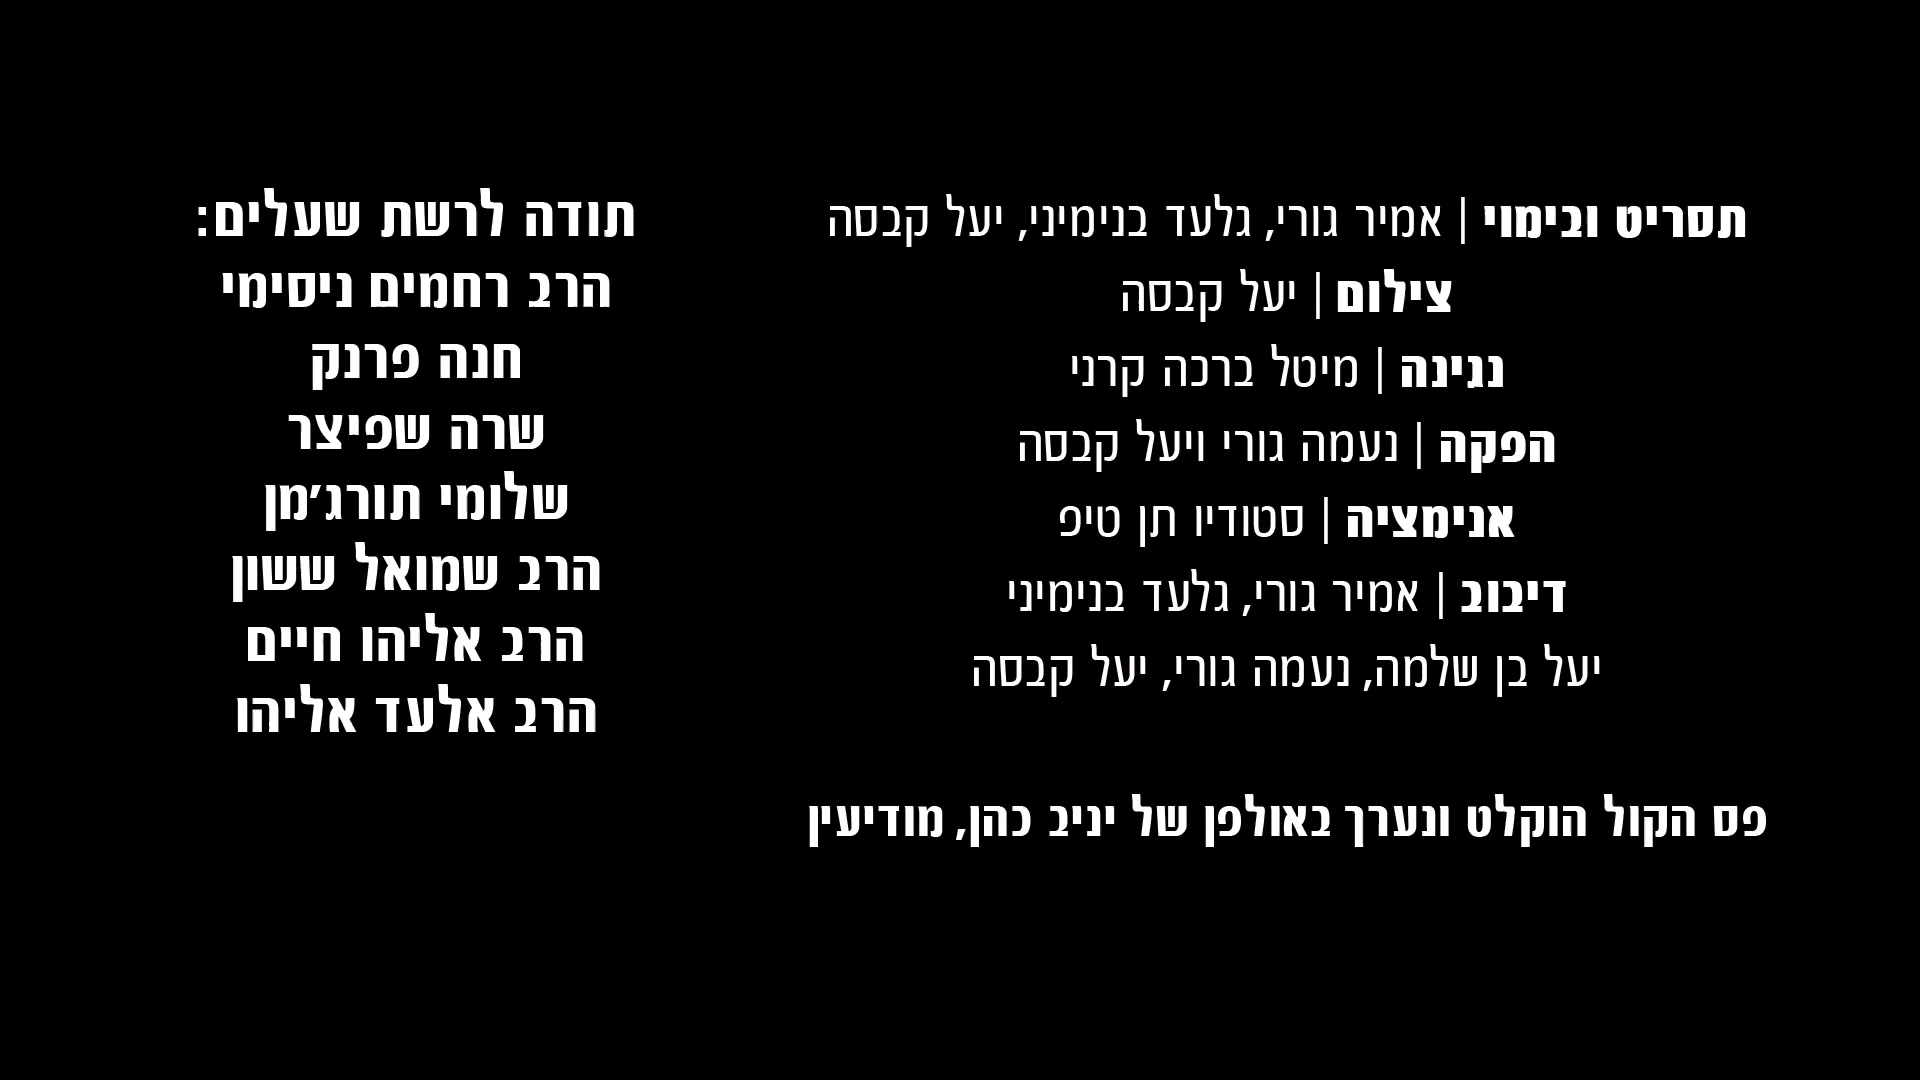 תסריט ובימוי | אמיר גורי, גלעד בנימיני, יעל קבסה
צילום | יעל קבסה
נגינה | מיטל ברכה קרני
הפקה | נעמה גורי ויעל קבסה
אנימציה | סטודיו תן טיפ
דיבוב | אמיר גורי, גלעד בנימיני
יעל בן שלמה, נעמה גורי, יעל קבסה
פס הקול הוקלט ונערך באולפן של יניב כהן, מודיעין
תודה לרשת שעלים:
הרב רחמים ניסימי
חנה פרנק
שרה שפיצר
שלומי תורג'מן
הרב שמואל ששון
הרב אליהו חיים
הרב אלעד אליהו